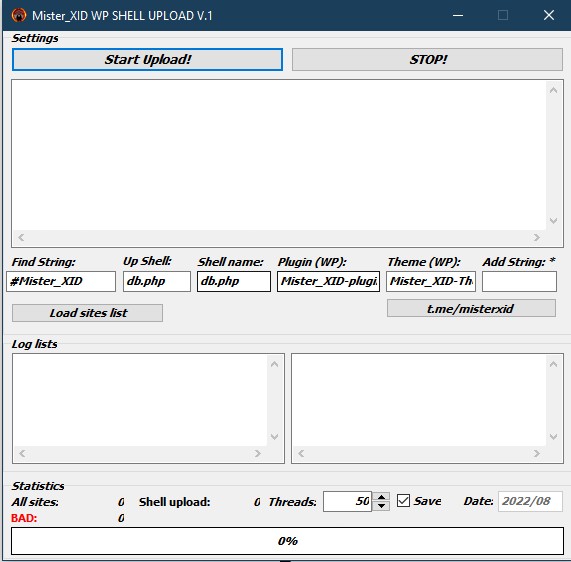 Mister_XID WP SHELL UPLOAD V.1
Settings
Start Upload! STOP!
Find String: Up Shell: Shell name: Plugin (WP): Theme (WP): Add String: *
#Mister_XID db.php db.php Mister_XID-plugi Mister_XID-Th
Load sites list t.me/misterxid
Log lists
Statistics
All sites: 0 Shell upload: 0 Threads: 50 Save Date: 2022/08
BAD: 0
0%